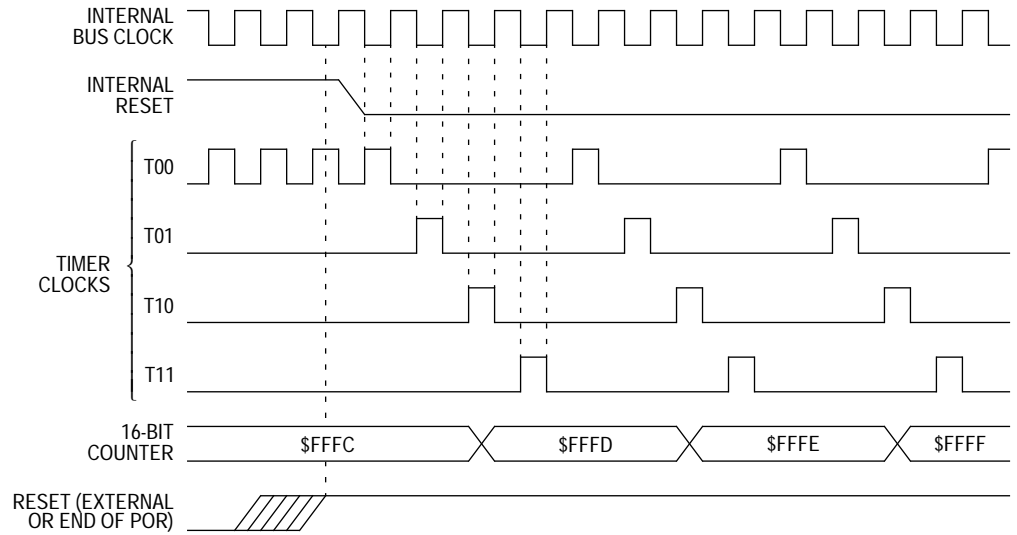 INTERNAL
BUS CLOCK
INTERNAL
RESET
T00
T01
TIMER
CLOCKS
T10
T11
16-BIT
COUNTER
$FFFC
$FFFD
$FFFE
$FFFF
RESET (EXTERNAL
OR END OF POR)